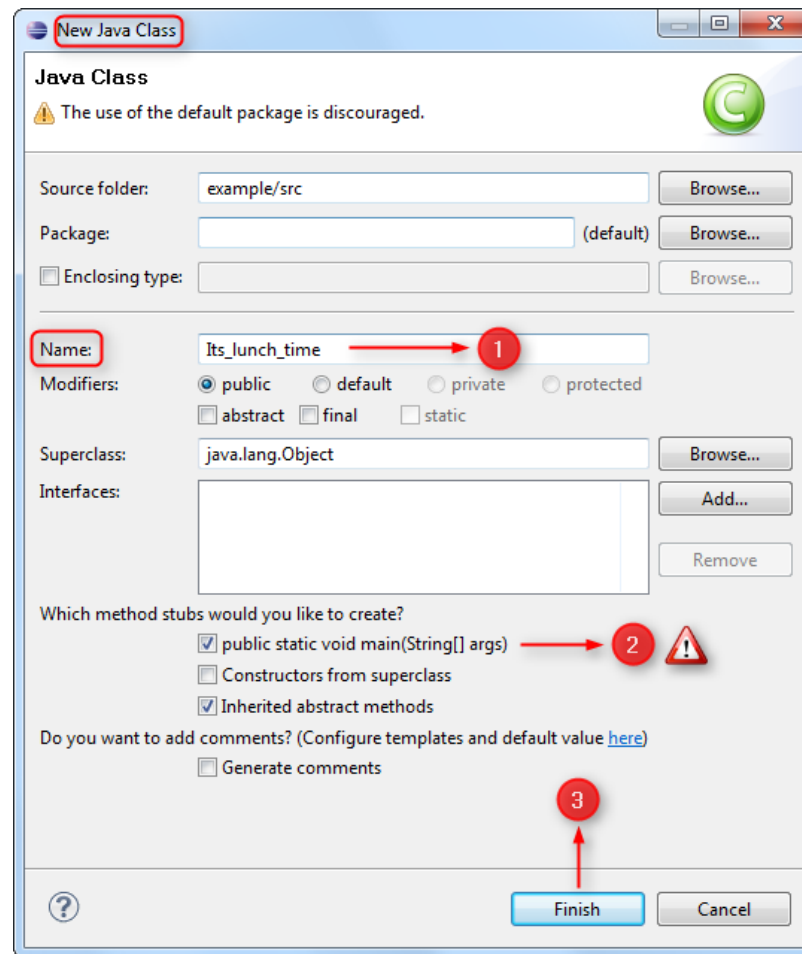 New Java Class
Java Class
The use of the default package is discouraged.
Source folder: example/src Browse...
Package: (default) Browse...
Enclosing type: Browse...
Name: Its_lunch_time 1
Modifiers: public default private protected
abstract final static
Superclass: java.lang.Object Browse...
Interfaces: Add...
Remove
Which method stubs would you like to create?
public static void main(String[] args) 2
Constructors from superclass
Inherited abstract methods
Do you want to add comments? (Configure templates and default value here)
Generate comments
3
Finish Cancel